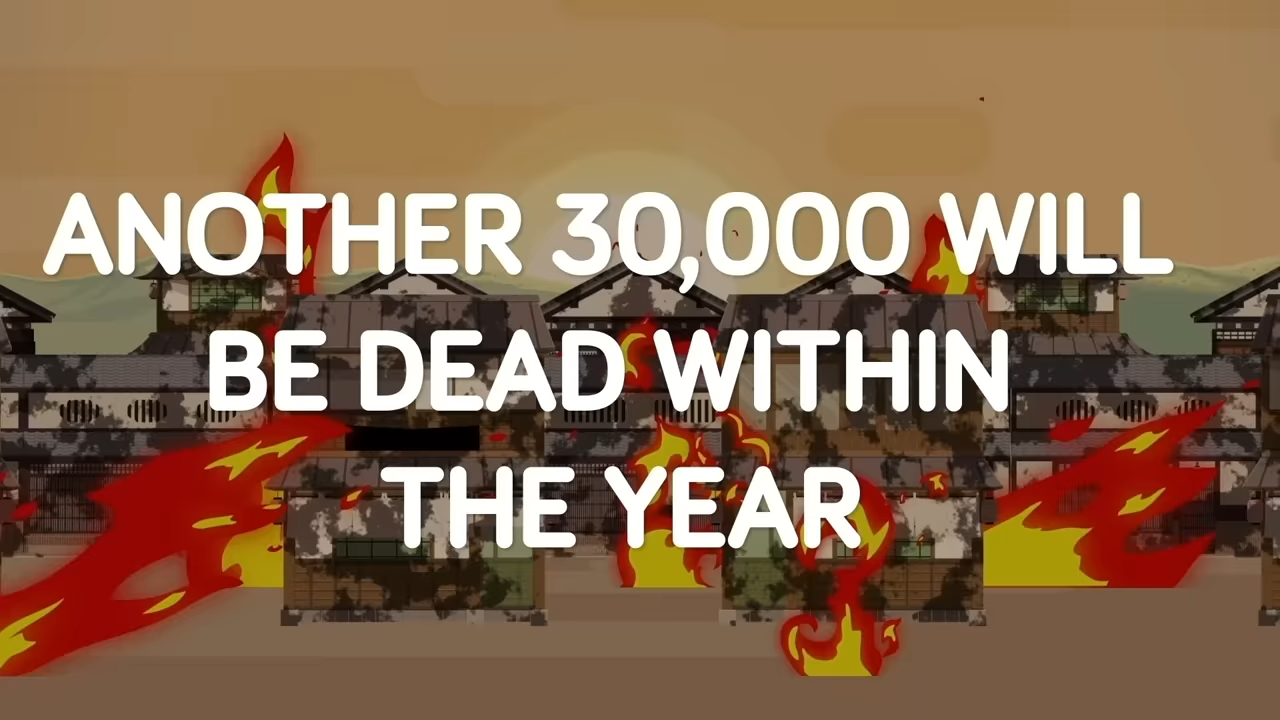 ANOTHER 30,000 WILL
BE DEAD WITHIN
THE YEAR